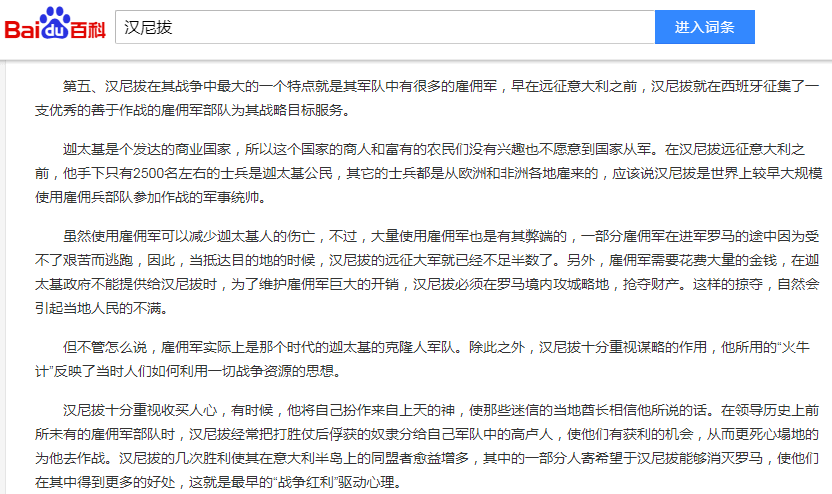 Baidu百科 汉尼拔 进入词条
第五、汉尼拔在其战争中最大的一个特点就是其军队中有很多的雇佣军，早在远征意大利之前，汉尼拔就在西班牙征集了一
支优秀的善于作战的雇佣军部队为其战略目标服务。
迦太基是个发达的商业国家，所以这个国家的商人和富有的农民们没有兴趣也不愿意到国家从军。在汉尼拔远征意大利之
前，他手下只有2500名左右的士兵是迦太基公民，其它的士兵都是从欧洲和非洲各地雇来的，应该说汉尼拔是世界上较早大规模
使用雇佣兵部队参加作战的军事统帅。
虽然使用雇佣军可以减少迦太基人的伤亡，不过，大量使用雇佣军也是有其弊端的，一部分雇佣军在进军罗马的途中因为受
不了艰苦而逃跑，因此，当抵达目的地的时候，汉尼拔的远征大军就已经不足半数了。另外，雇佣军需要花费大量的金钱，在迦
太基政府不能提供给汉尼拔时，为了维护雇佣军巨大的开销，汉尼拔必须在罗马境内攻城略地，抢夺财产。这样的掠夺，自然会
引起当地人民的不满。
但不管怎么说，雇佣军实际上是那个时代的迦太基的克隆人军队。除此之外，汉尼拔十分重视谋略的作用，他所用的“火牛
计”反映了当时人们如何利用一切战争资源的思想。
汉尼拔十分重视收买人心，有时候，他将自己扮作来自上天的神，使那些迷信的当地酋长相信他所说的话。在领导历史上前
所未有的雇佣军部队时，汉尼拔经常把打胜仗后俘获的奴隶分给自己军队中的高卢人，使他们有获利的机会，从而更死心塌地的
为他去作战。汉尼拔的几次胜利使其在意大利半岛上的同盟者愈益增多，其中的一部分人寄希望于汉尼拔能够消灭罗马，使他们
在其中得到更多的好处，这就是最早的“战争红利”驱动心理。